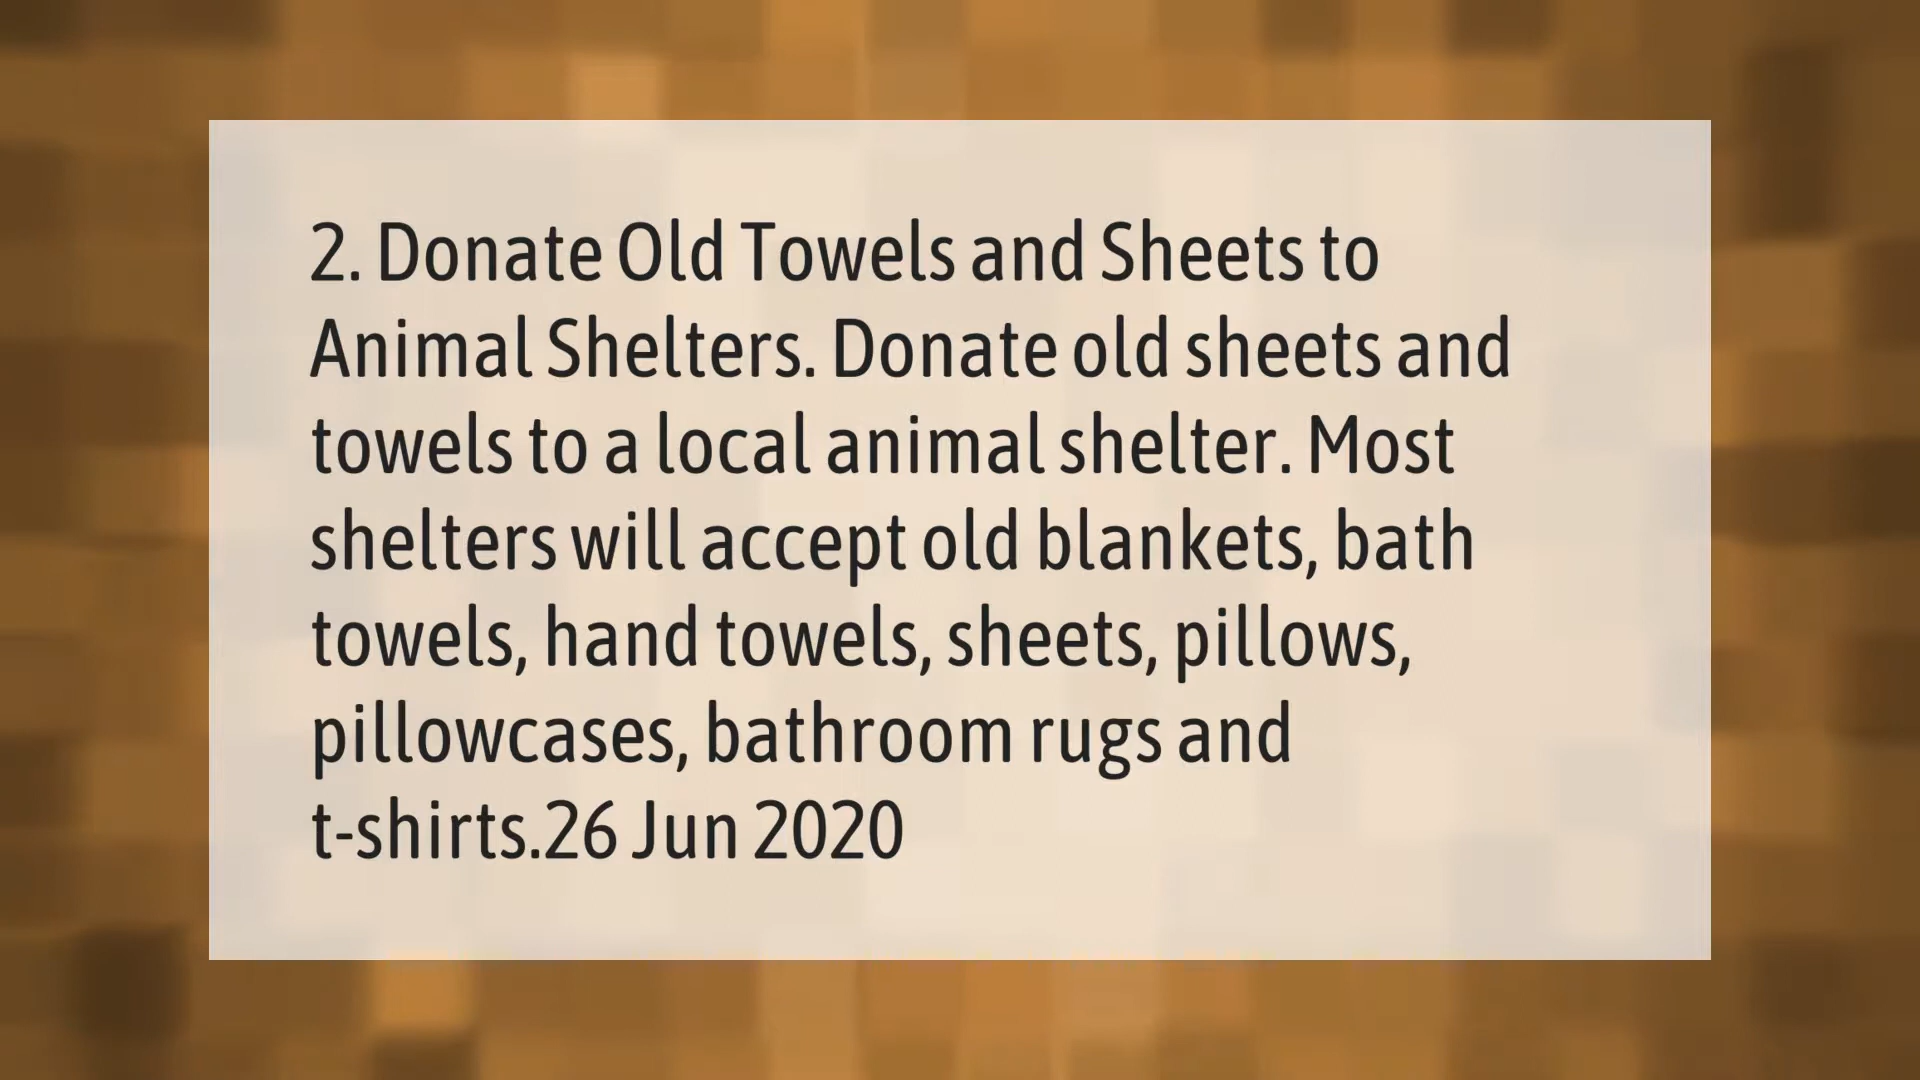 2. Donate Old Towels and Sheets to
Animal Shelters. Donate old sheets and
towels to a local animal shelter. Most
shelters will accept old blankets, bath
towels, hand towels, sheets, pillows,
pillowcases, bathroom rugs and
t-shirts.26 Jun 2020